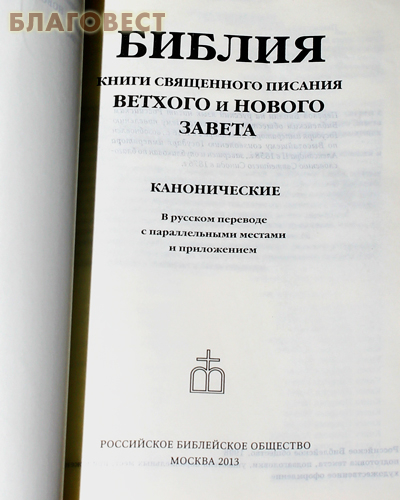 БЛАГОВЕСТ
БИБЛИЯ
КНИГИ СВЯЩЕННОГО ПИСАНИЯ
ВЕТХОГО И НОВОГО
ЗАВЕТА
КАНОНИЧЕСКИЕ
В русском переводе
с параллельными местами
и приложением
РОССИЙСКОЕ БИБЛЕЙСКОЕ ОБЩЕСТВО
МОСКВА 2013